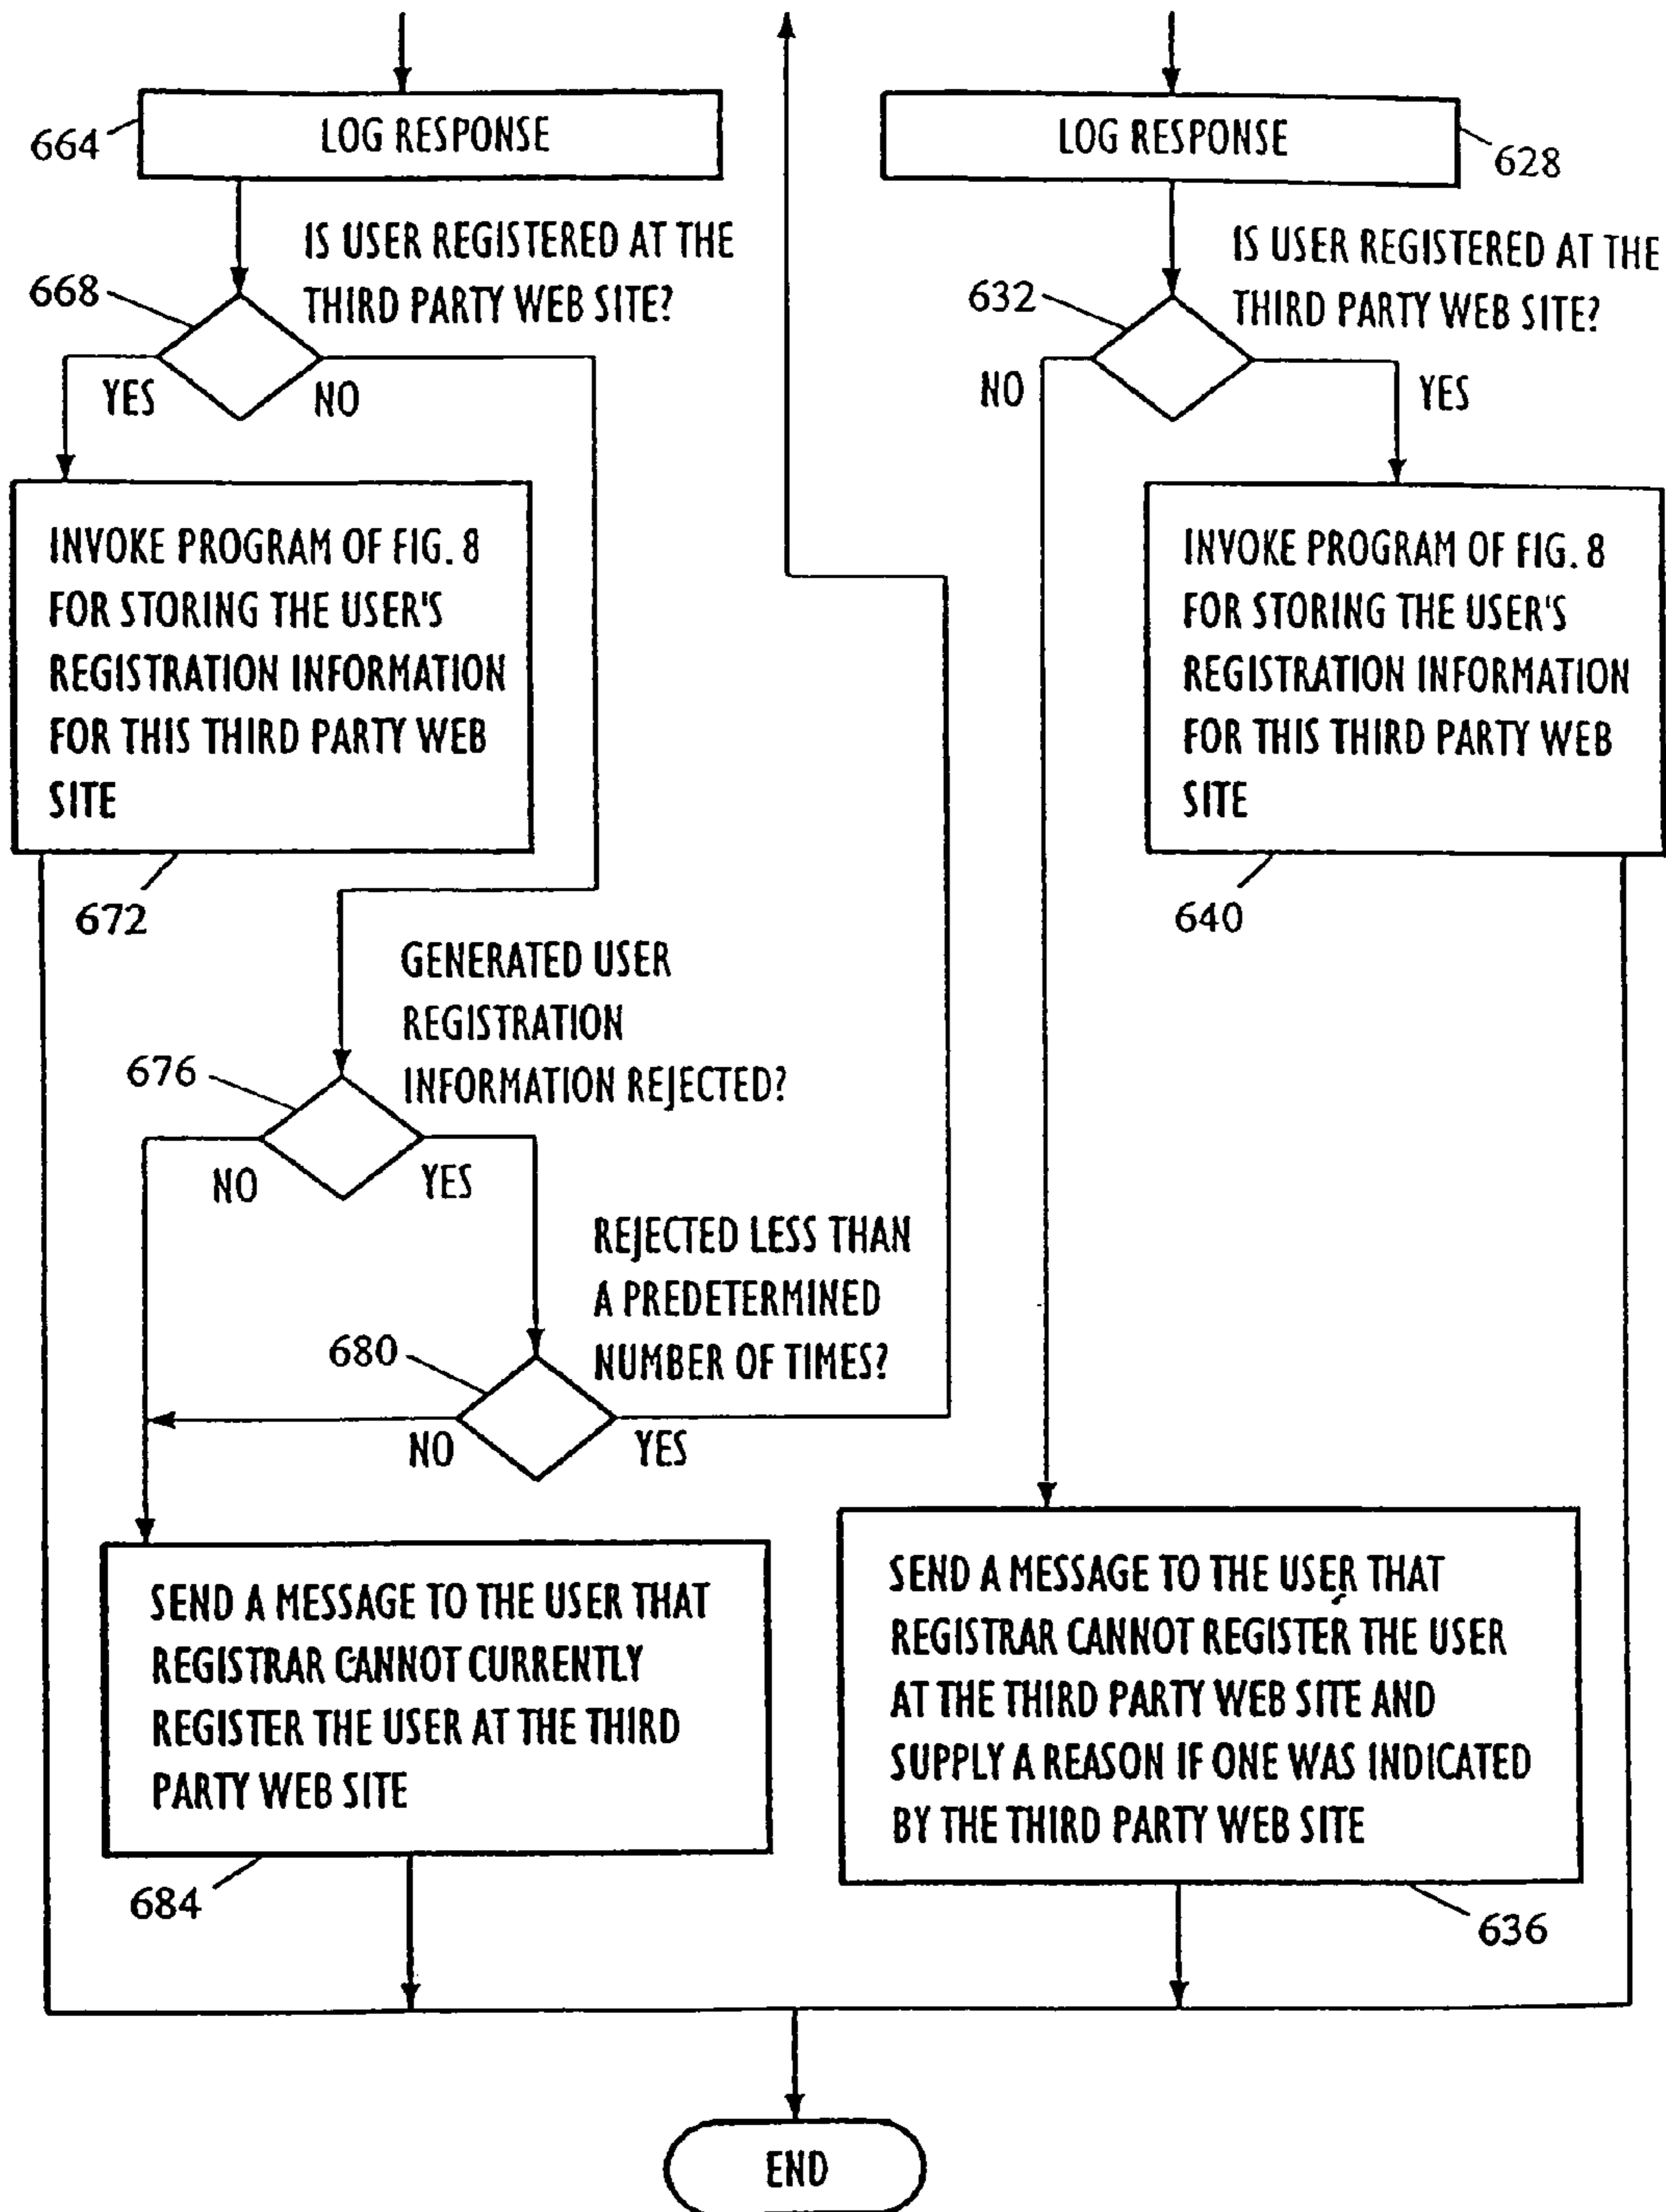 LOG RESPONSE
664
IS USER REGISTERED AT THE
THIRD PARTY WEB SITE?
668
YES
NO
INVOKE PROGRAM OF FIG. 8
FOR STORING THE USER'S
REGISTRATION INFORMATION
FOR THIS THIRD PARTY WEB
SITE
672
GENERATED USER
REGISTRATION
INFORMATION REJECTED?
676
NO
YES
REJECTED LESS THAN
A PREDETERMINED
NUMBER OF TIMES?
680
NO
YES
SEND A MESSAGE TO THE USER THAT
REGISTRAR CANNOT CURRENTLY
REGISTER THE USER AT THE THIRD
PARTY WEB SITE
684
LOG RESPONSE
628
IS USER REGISTERED AT THE
THIRD PARTY WEB SITE?
632
NO
YES
INVOKE PROGRAM OF FIG. 8
FOR STORING THE USER'S
REGISTRATION INFORMATION
FOR THIS THIRD PARTY WEB
SITE
640
SEND A MESSAGE TO THE USER THAT
REGISTRAR CANNOT REGISTER THE USER
AT THE THIRD PARTY WEB SITE AND
SUPPLY A REASON IF ONE WAS INDICATED
BY THE THIRD PARTY WEB SITE
636
END